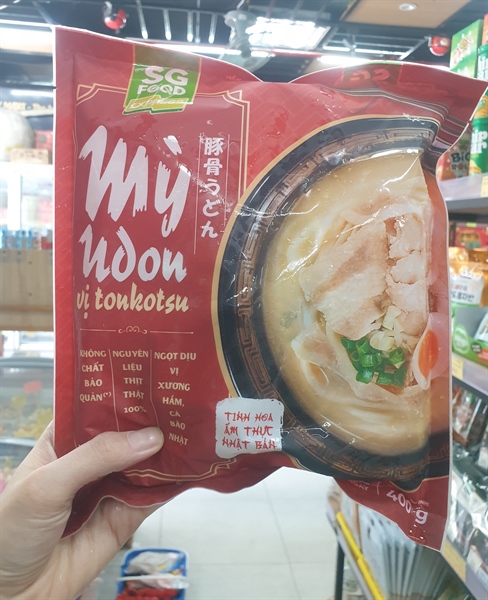 SG
FOOD
Mỳ
udon
vị tonkotsu
豚骨うどん
KHÔNG
CHẤT
BẢO
QUẢN(*)
NGUYÊN
LIỆU
THỊT
THẬT
100%
NGỌT DỊU
VỊ
XƯƠNG
HẦM,
CÁ
BÀO
NHẬT
TINH HOA
ẨM THỰC
NHẬT BẢN
400g